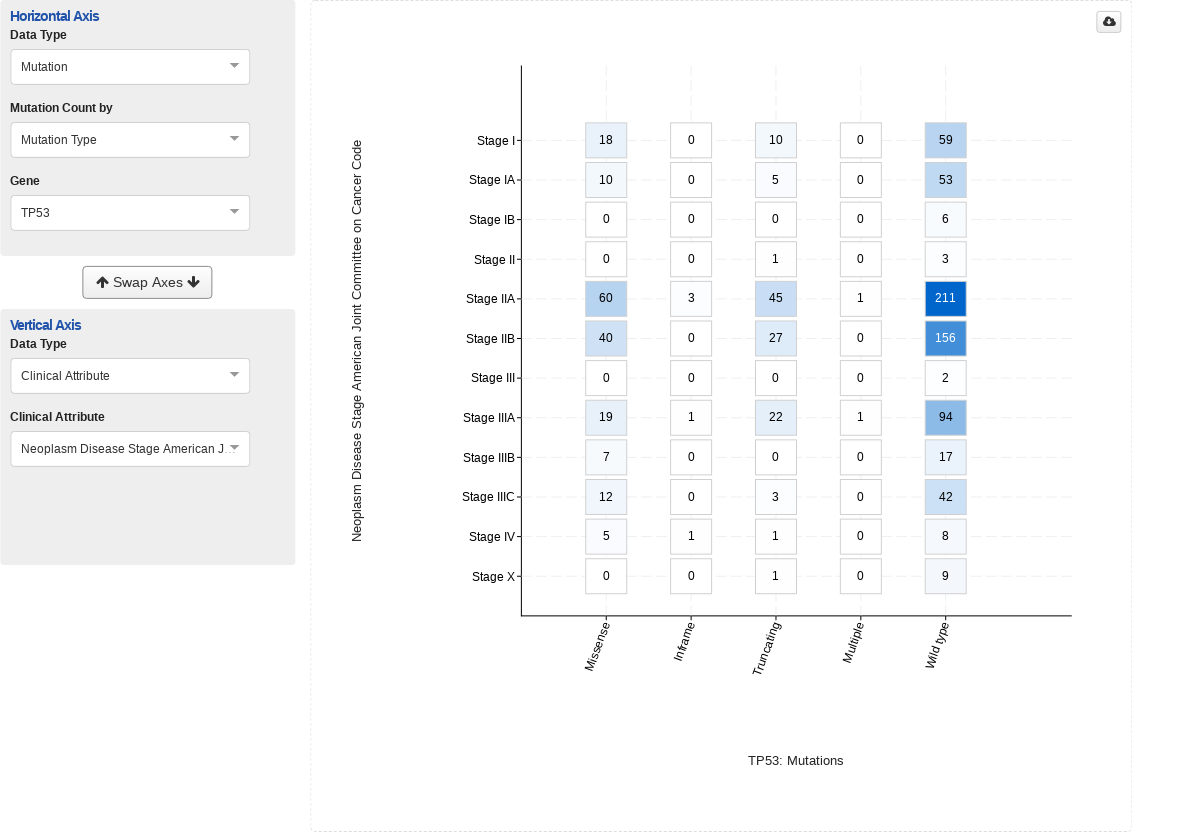 Horizontal Axis
Data Type
Mutation
Mutation Count by
Mutation Type
Gene
TP53
Swap Axes
Vertical Axis
Data Type
Clinical Attribute
Clinical Attribute
Neoplasm Disease Stage American J...
Neoplasm Disease Stage American Joint Committee on Cancer Code
Stage I 18 0 10 0 59
Stage IA 10 0 5 0 53
Stage IB 0 0 0 0 6
Stage II 0 0 1 0 3
Stage IIA 60 3 45 1 211
Stage IIB 40 0 27 0 156
Stage III 0 0 0 0 2
Stage IIIA 19 1 22 1 94
Stage IIIB 7 0 0 0 17
Stage IIIC 12 0 3 0 42
Stage IV 5 1 1 0 8
Stage X 0 0 1 0 9
Missense Inframe Truncating Multiple Wild type
TP53: Mutations